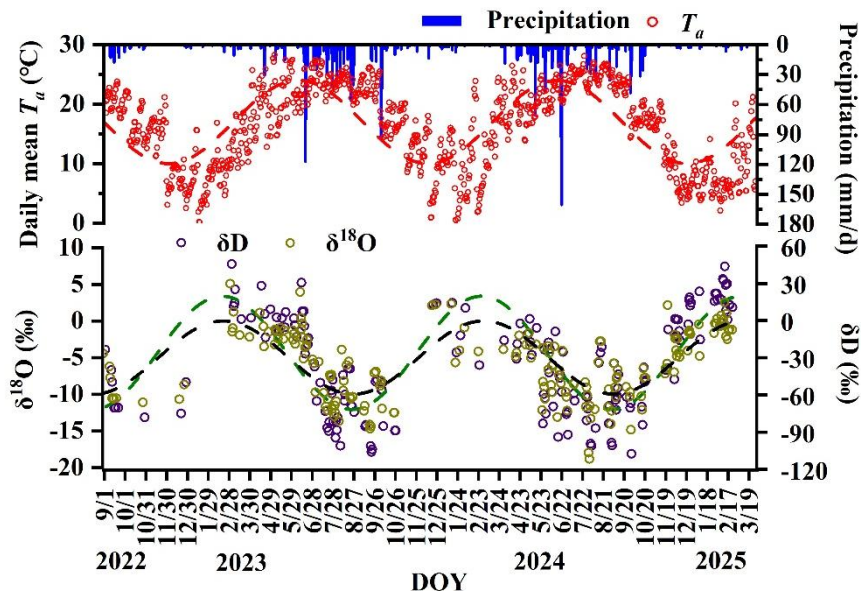 Precipitation Tₐ
Daily mean Tₐ (°C)
30
20
10
0
Precipitation (mm/d)
0
30
60
90
120
150
180
δD δ¹⁸O
δ¹⁸O (‰)
10
5
0
-5
-10
-15
-20
δD (‰)
60
30
0
-30
-60
-90
-120
9/1 10/1 10/31 11/30 12/30 1/29 2/28 3/30 4/29 5/29 6/28 7/28 8/27 9/26 10/26 11/25 12/25 1/24 2/23 3/24 4/23 5/23 6/22 7/22 8/21 9/20 10/20 11/19 12/19 1/18 2/17 3/19
2022 2023 2024 2025
DOY